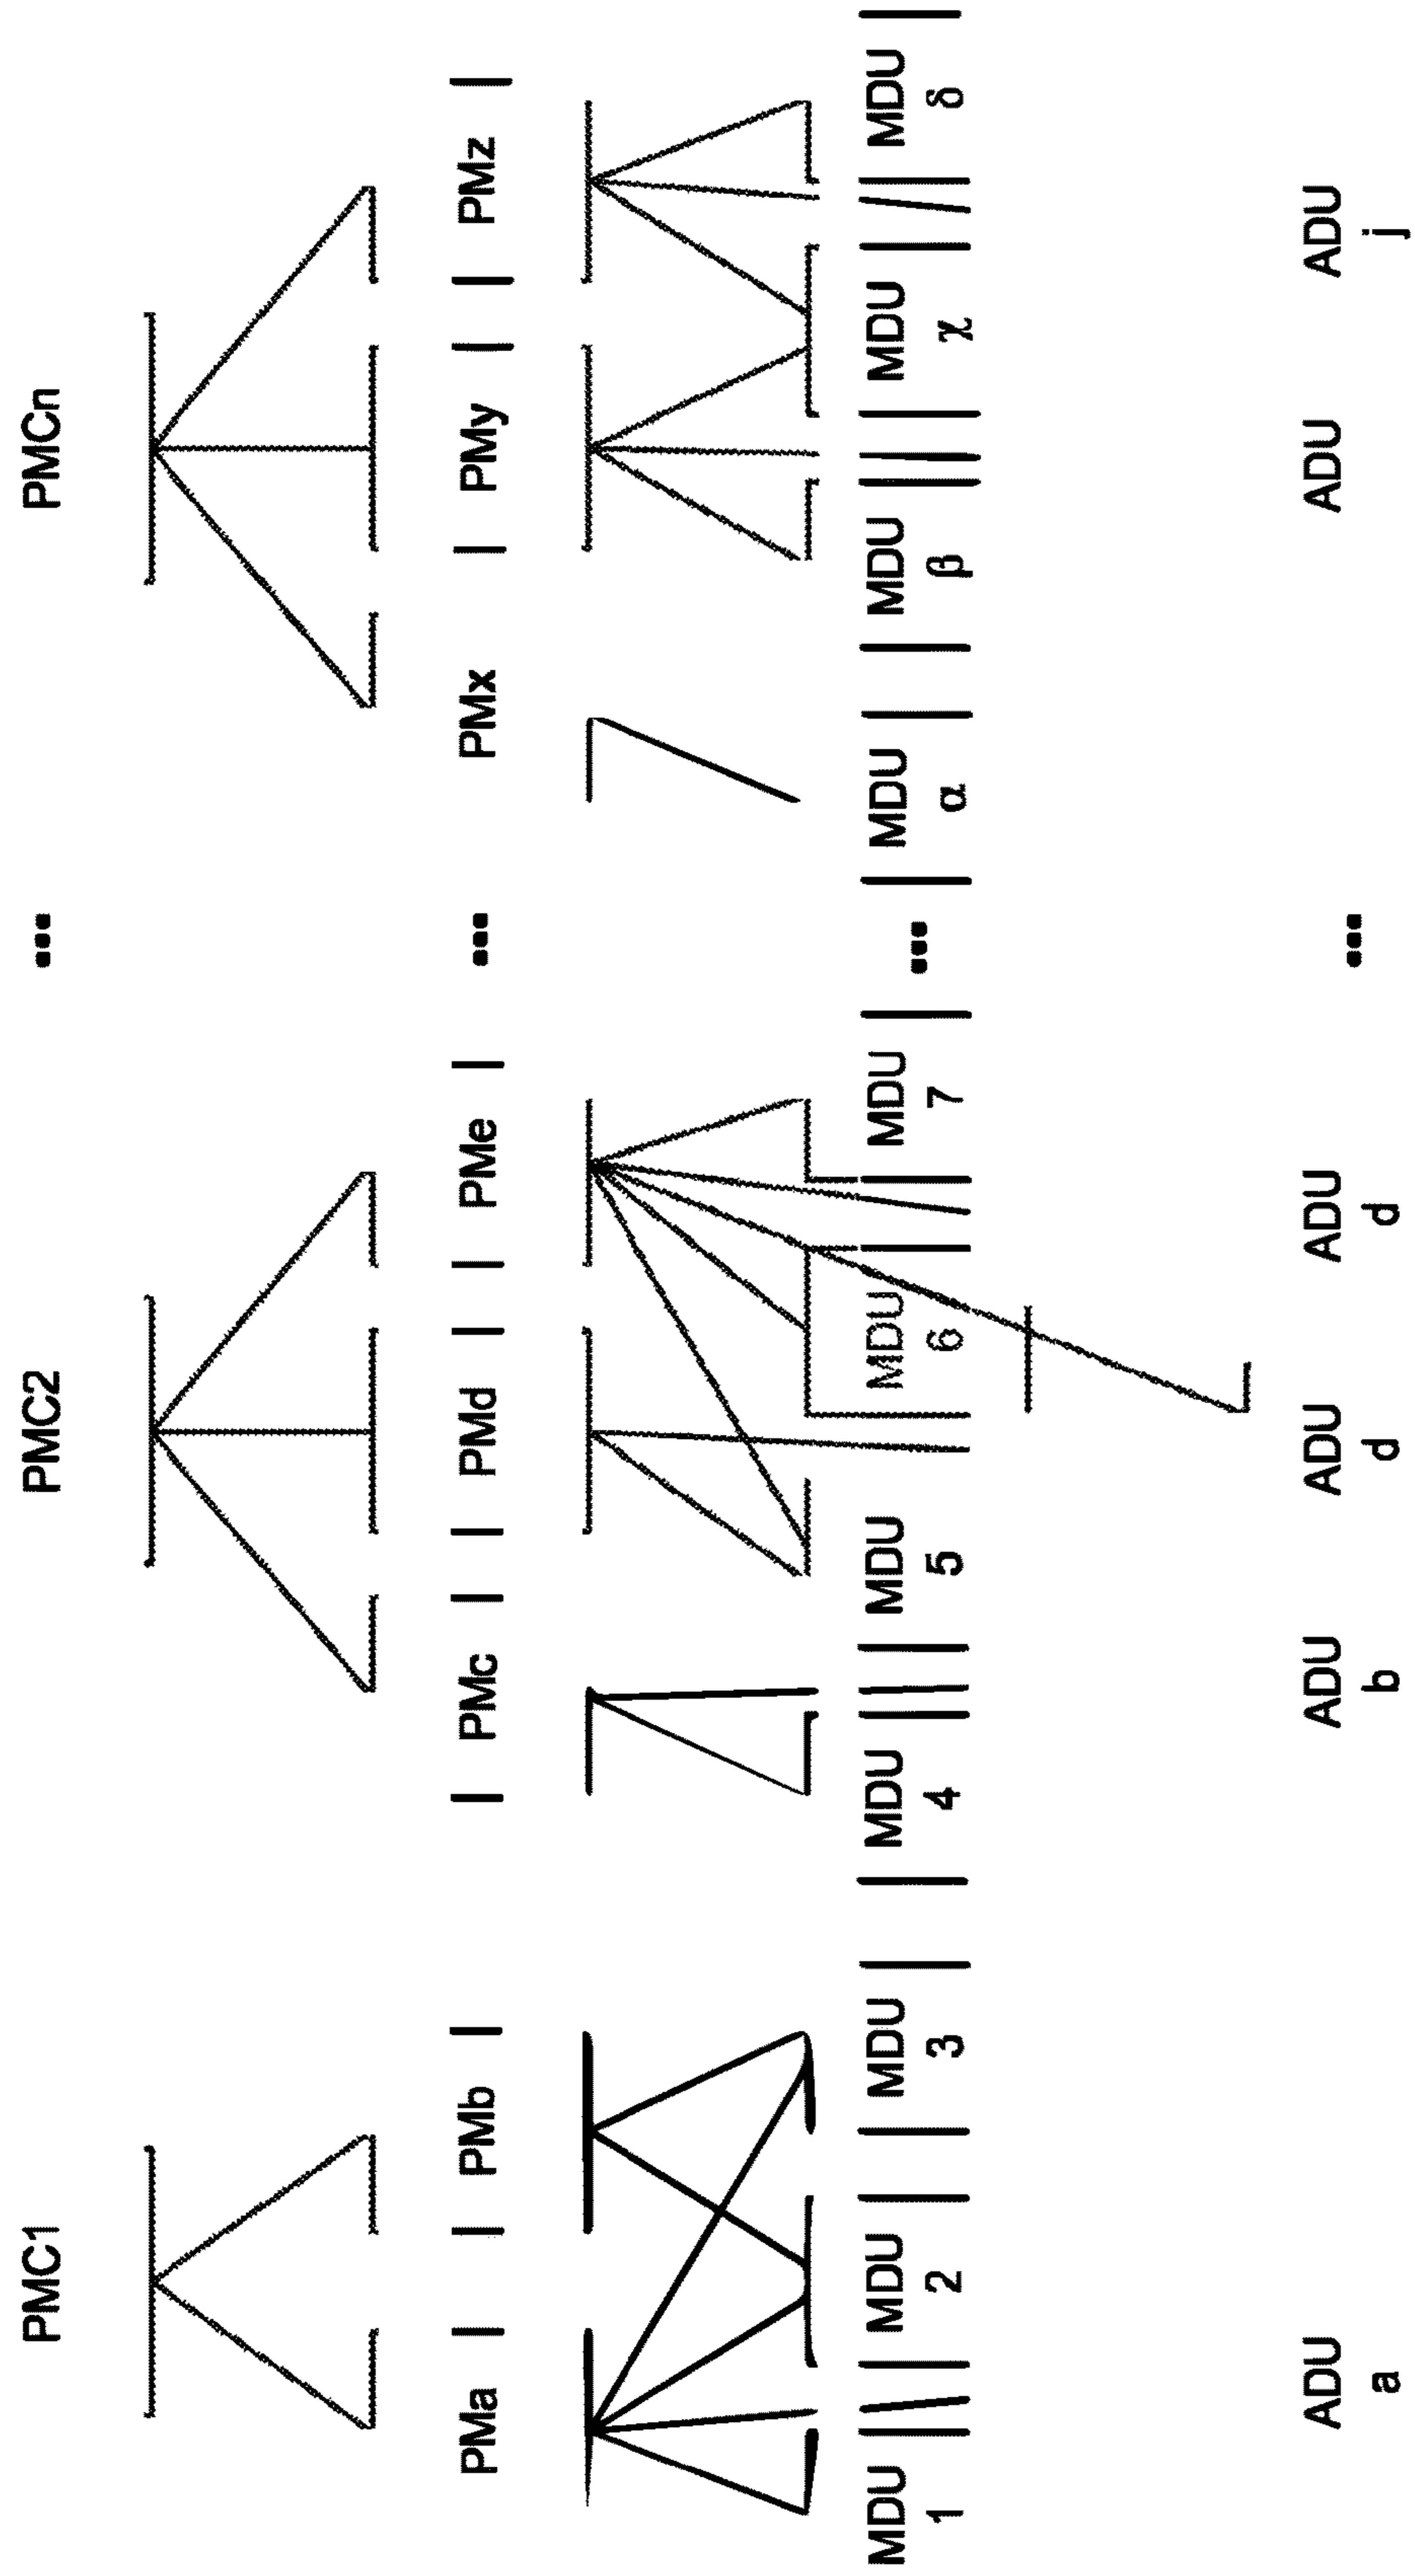 PMC1 PMC2 ... PMCn
PMa PMb PMc PMd PMe ... PMx PMy PMz
MDU MDU MDU MDU MDU MDU MDU ... MDU MDU MDU MDU
1 2 3 4 5 6 7 α β χ δ
ADU ADU ADU ADU ... ADU ADU
a b d d j